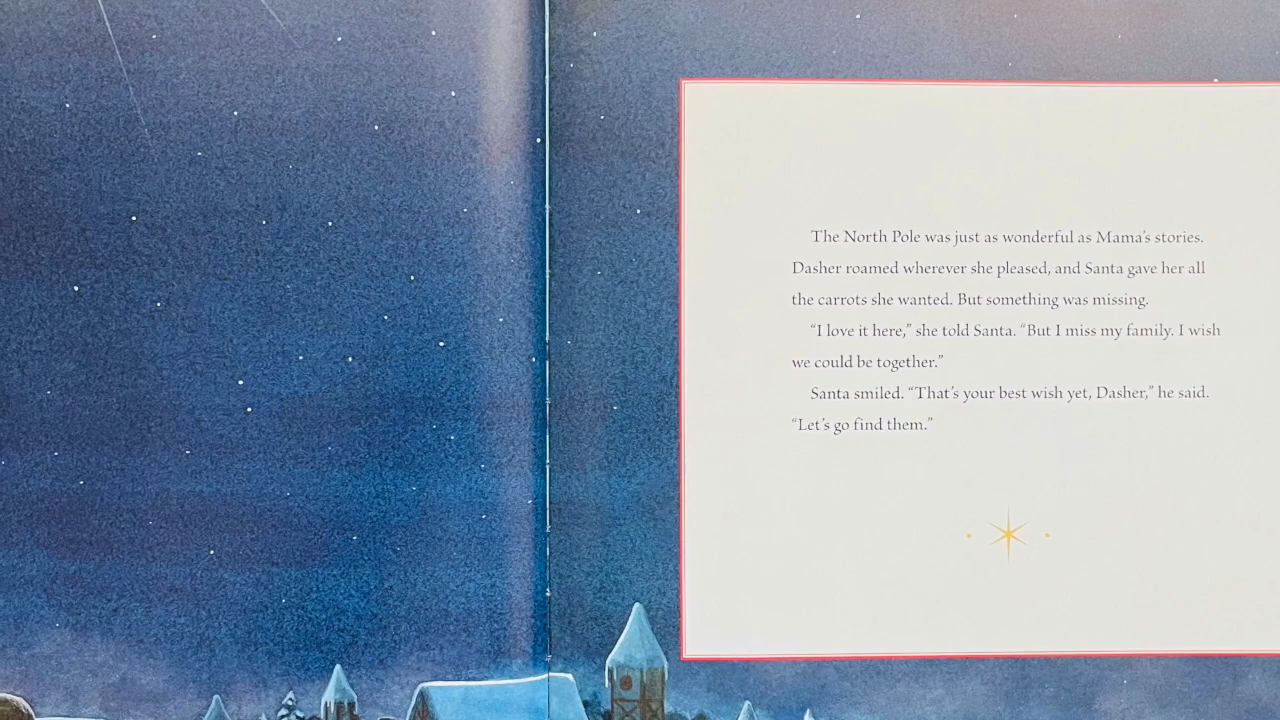 The North Pole was just as wonderful as Mama's stories.
Dasher roamed wherever she pleased, and Santa gave her all
the carrots she wanted. But something was missing.
“I love it here,” she told Santa. “But I miss my family. I wish
we could be together.”
Santa smiled. “That's your best wish yet, Dasher,” he said.
“Let's go find them.”